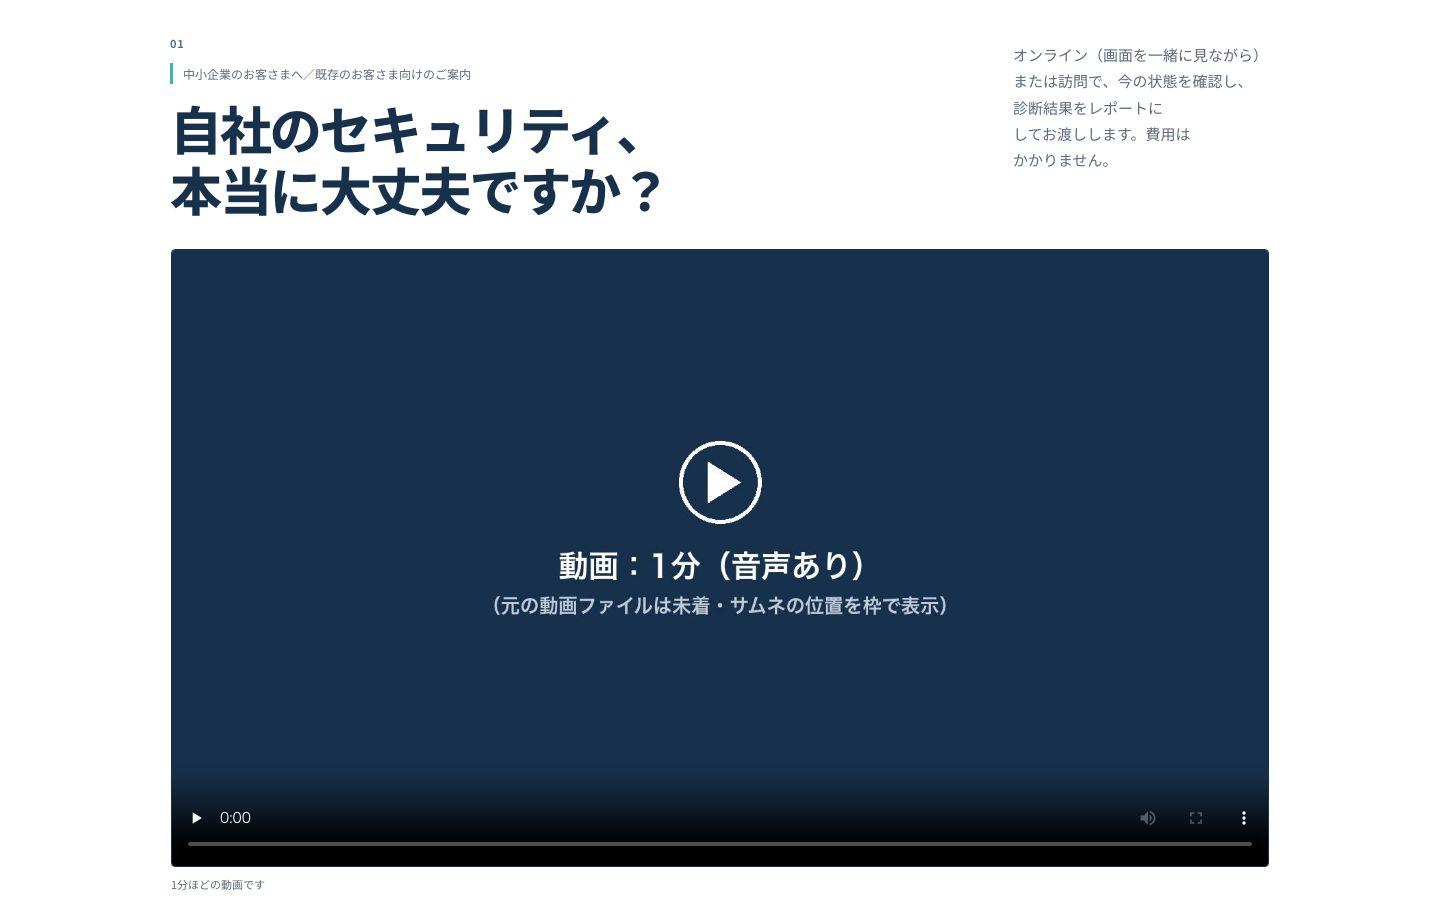 01
中小企業のお客さまへ／既存のお客さま向けのご案内
自社のセキュリティ、
本当に大丈夫ですか？
オンライン（画面を一緒に見ながら）
または訪問で、今の状態を確認し、
診断結果をレポートに
してお渡しします。費用は
かかりません。
動画：1分（音声あり）
（元の動画ファイルは未着・サムネの位置を枠で表示）
0:00
1分ほどの動画です